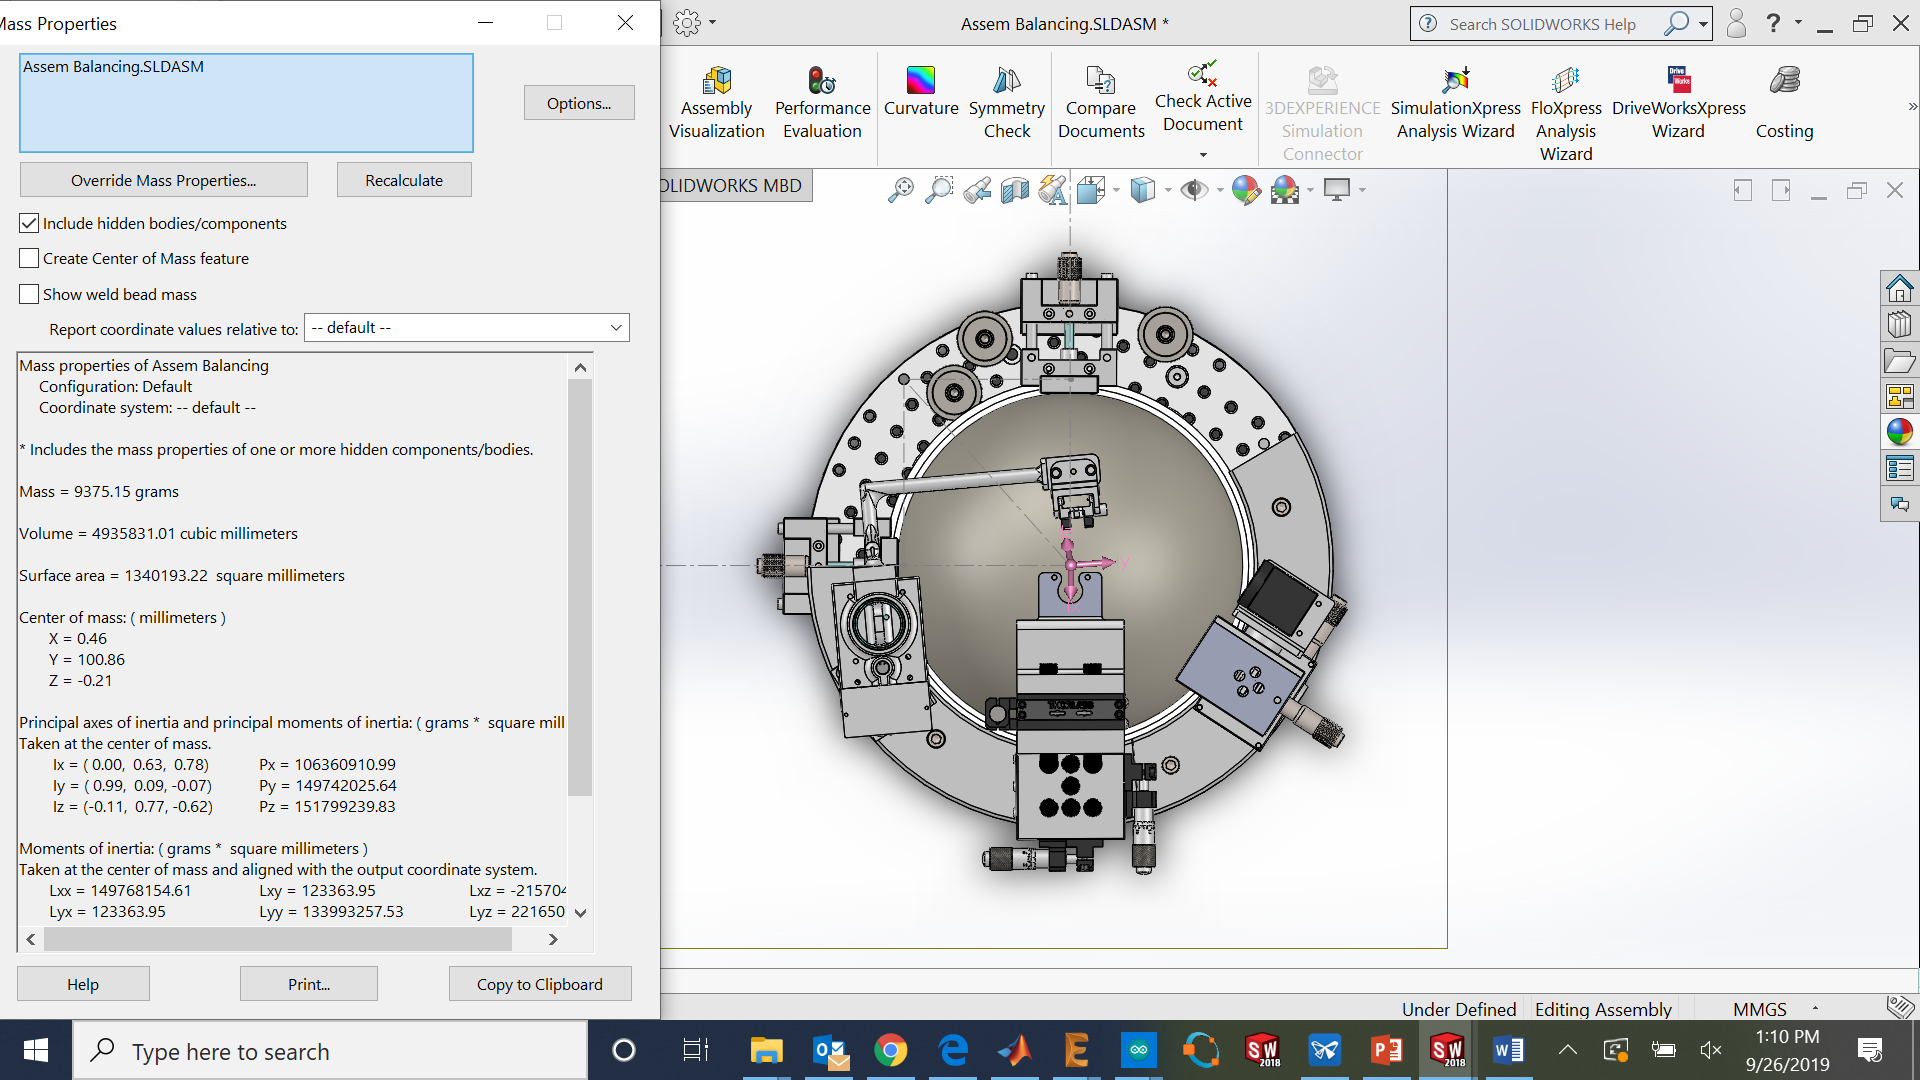 Mass Properties
Assem Balancing.SLDASM
Options...
Override Mass Properties...
Recalculate
Include hidden bodies/components
Create Center of Mass feature
Show weld bead mass
Report coordinate values relative to:
-- default --
Mass properties of Assem Balancing
Configuration: Default
Coordinate system: -- default --
* Includes the mass properties of one or more hidden components/bodies.
Mass = 9375.15 grams
Volume = 4935831.01 cubic millimeters
Surface area = 1340193.22 square millimeters
Center of mass: ( millimeters )
X = 0.46
Y = 100.86
Z = -0.21
Principal axes of inertia and principal moments of inertia: ( grams * square mill
Taken at the center of mass.
Ix = ( 0.00, 0.63, 0.78) Px = 106360910.99
Iy = ( 0.99, 0.09, -0.07) Py = 149742025.64
Iz = (-0.11, 0.77, -0.62) Pz = 151799239.83
Moments of inertia: ( grams * square millimeters )
Taken at the center of mass and aligned with the output coordinate system.
Lxx = 149768154.61 Lxy = 123363.95 Lxz = -215704
Lyx = 123363.95 Lyy = 133993257.53 Lyz = 221650
Help
Print...
Copy to Clipboard
Assem Balancing.SLDASM *
Search SOLIDWORKS Help
Assembly Visualization
Performance Evaluation
Curvature
Symmetry Check
Compare Documents
Check Active Document
3DEXPERIENCE Simulation Connector
SimulationXpress Analysis Wizard
FloXpress Analysis Wizard
DriveWorksXpress Wizard
Costing
OLIDWORKS MBD
Under Defined
Editing Assembly
MMGS
Type here to search
SW 2018
SW 2018
1:10 PM
9/26/2019